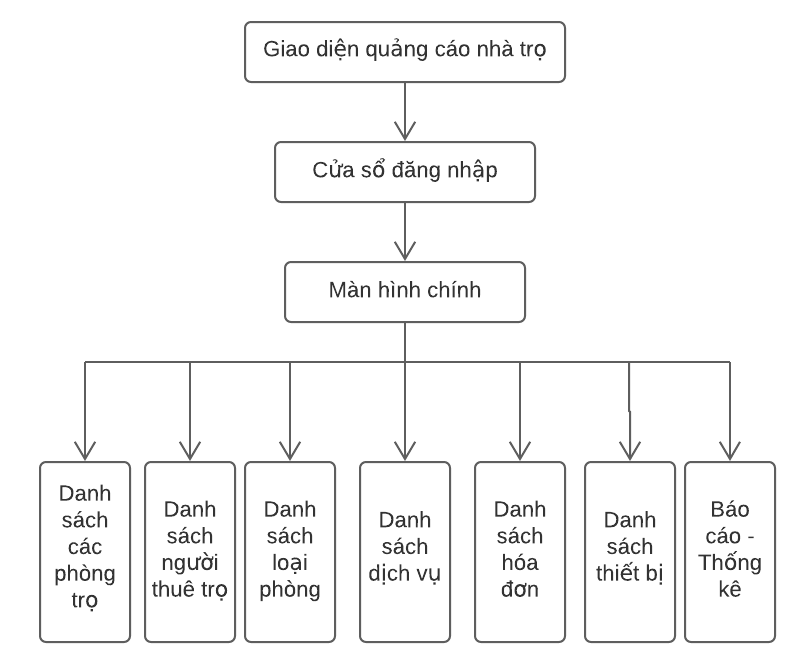 Giao diện quảng cáo nhà trọ
Cửa sổ đăng nhập
Màn hình chính
Danh
sách
các
phòng
trọ
Danh
sách
người
thuê trọ
Danh
sách
loại
phòng
Danh
sách
dịch vụ
Danh
sách
hóa
đơn
Danh
sách
thiết bị
Báo
cáo -
Thống
kê